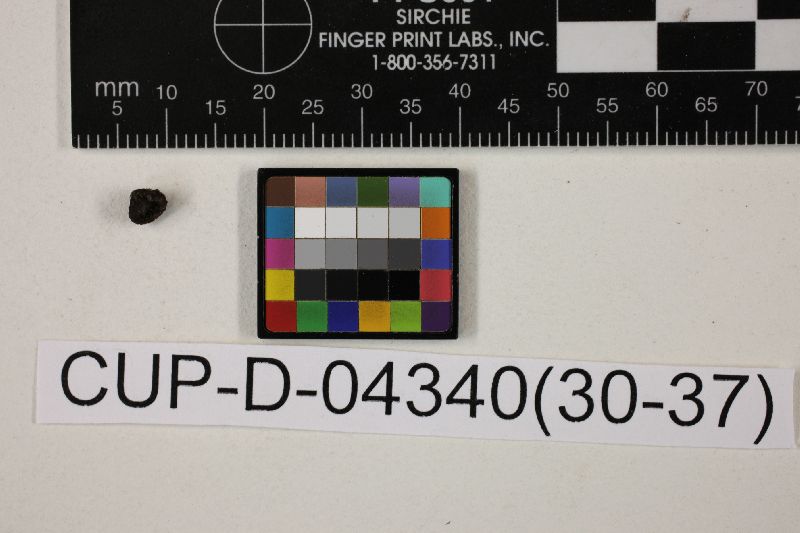 SIRCHIE
FINGER PRINT LABS., INC.
1-800-356-7311
mm 5 10 15 20 25 30 35 40 45 50 55 60 65 70
CUP-D-04340(30-37)